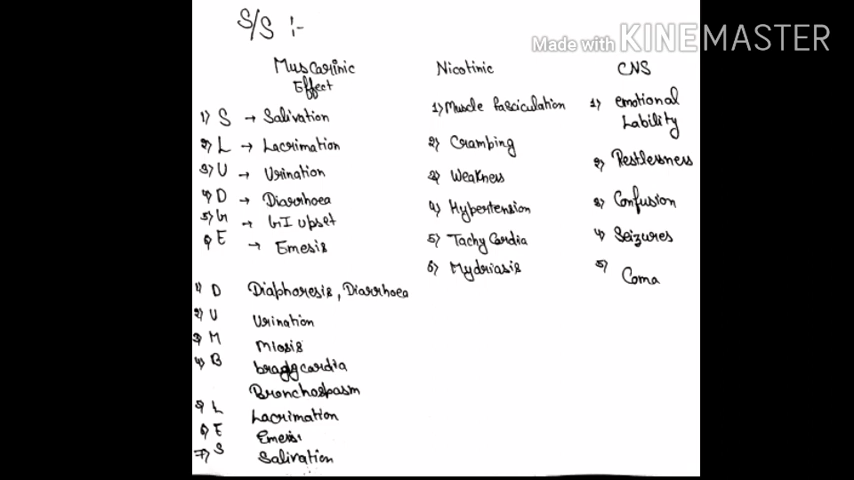 S/S :-
Made with KINEMASTER
Muscarinic
Effect
1) S → Salivation
2) L → Lacrimation
3) U → Urination
4) D → Diarrhoea
5) G → GI upset
6) E → Emesis
1) D Diaphoresis, Diarrhoea
2) U Urination
3) M Miosis
4) B bradycardia
Bronchospasm
5) L Lacrimation
6) E Emesis
7) S Salivation
Nicotinic
1) Muscle fasciculation
2) Cramping
3) Weakness
4) Hypertension
5) Tachycardia
6) Mydriasis
CNS
1) emotional
Lability
2) Restlessness
3) Confusion
4) Seizures
5) Coma